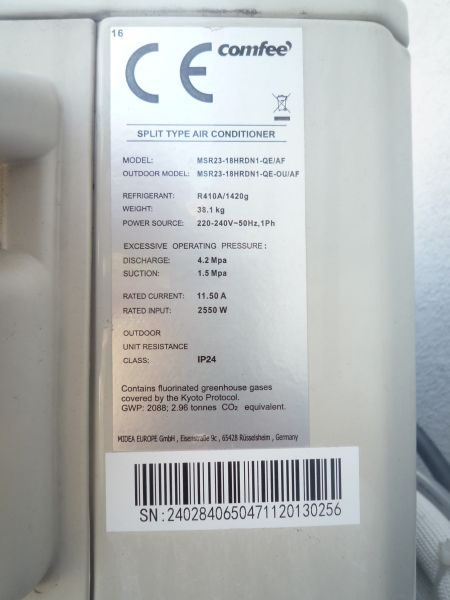 16
CE comfee'
SPLIT TYPE AIR CONDITIONER
MODEL: MSR23-18HRDN1-QE/AF
OUTDOOR MODEL: MSR23-18HRDN1-QE-OU/AF
REFRIGERANT: R410A/1420g
WEIGHT: 38.1 kg
POWER SOURCE: 220-240V~50Hz,1Ph
EXCESSIVE OPERATING PRESSURE:
DISCHARGE: 4.2 Mpa
SUCTION: 1.5 Mpa
RATED CURRENT: 11.50 A
RATED INPUT: 2550 W
OUTDOOR
UNIT RESISTANCE
CLASS: IP24
Contains fluorinated greenhouse gases
covered by the Kyoto Protocol.
GWP: 2088; 2.96 tonnes CO₂ equivalent.
MIDEA EUROPE GmbH , Eisenstraße 9c , 65428 Rüsselsheim , Germany
SN:2402840650471120130256